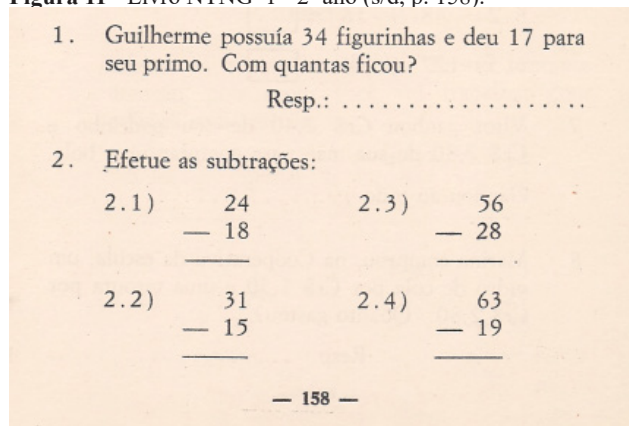 Figura 11 - Livro NTNG 1º - 2º ano (s/d, p. 158).
1. Guilherme possuía 34 figurinhas e deu 17 para
seu primo. Com quantas ficou?
Resp.: ...................
2. Efetue as subtrações:
2.1) 24 2.3) 56
— 18 — 28
2.2) 31 2.4) 63
— 15 — 19
— 158 —